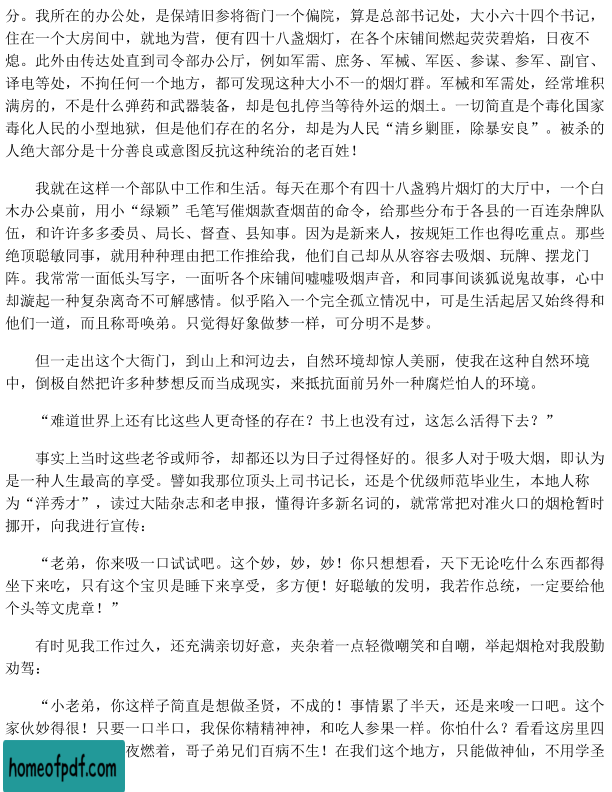 分。我所在的办公处，是保靖旧参将衙门一个偏院，算是总部书记处，大小六十四个书记，
住在一个大房间中，就地为营，便有四十八盏烟灯，在各个床铺间燃起荧荧碧焰，日夜不
熄。此外由传达处直到司令部办公厅，例如军需、庶务、军械、军医、参谋、参军、副官、
译电等处，不拘任何一个地方，都可发现这种大小不一的烟灯群。军械和军需处，经常堆积
满房的，不是什么弹药和武器装备，却是包扎停当等待外运的烟土。一切简直是个毒化国家
毒化人民的小型地狱，但是他们存在的名分，却是为人民“清乡剿匪，除暴安良”。被杀的
人绝大部分是十分善良或意图反抗这种统治的老百姓！
我就在这样一个部队中工作和生活。每天在那个有四十八盏鸦片烟灯的大厅中，一个白
木办公桌前，用小“绿颖”毛笔写催烟款查烟苗的命令，给那些分布于各县的一百连杂牌队
伍，和许许多多委员、局长、督查、县知事。因为是新来人，按规矩工作也得吃重点。那些
绝顶聪敏同事，就用种种理由把工作推给我，他们自己却从从容容去吸烟、玩牌、摆龙门
阵。我常常一面低头写字，一面听各个床铺间嘘嘘吸烟声音，和同事间谈狐说鬼故事，心中
却漩起一种复杂离奇不可解感情。似乎陷入一个完全孤立情况中，可是生活起居又始终得和
他们一道，而且称哥唤弟。只觉得好象做梦一样，可分明不是梦。
但一走出这个大衙门，到山上和河边去，自然环境却惊人美丽，使我在这种自然环境
中，倒极自然把许多种梦想反而当成现实，来抵抗面前另外一种腐烂怕人的环境。
“难道世界上还有比这些人更奇怪的存在？书上也没有过，这怎么活得下去？”
事实上当时这些老爷或师爷，却都还以为日子过得怪好的。很多人对于吸大烟，即认为
是一种人生最高的享受。譬如我那位顶头上司书记长，还是个优级师范毕业生，本地人称
为“洋秀才”，读过大陆杂志和老申报，懂得许多新名词的，就常常把对准火口的烟枪暂时
挪开，向我进行宣传：
“老弟，你来吸一口试试吧。这个妙，妙，妙！你只想想看，天下无论吃什么东西都得
坐下来吃，只有这个宝贝是睡下来享受，多方便！好聪敏的发明，我若作总统，一定要给他
个头等文虎章！”
有时见我工作过久，还充满亲切好意，夹杂着一点轻微嘲笑和自嘲，举起烟枪对我殷勤
劝驾：
“小老弟，你这样子简直是想做圣贤，不成的！事情累了半天，还是来唆一口吧。这个
家伙妙得很！只要一口半口，我保你精精神神，和吃人参果一样。你怕什么？看看这房里四
夜燃着，哥子弟兄们百病不生！在我们这个地方，只能做神仙，不用学圣
homeofpdf.com